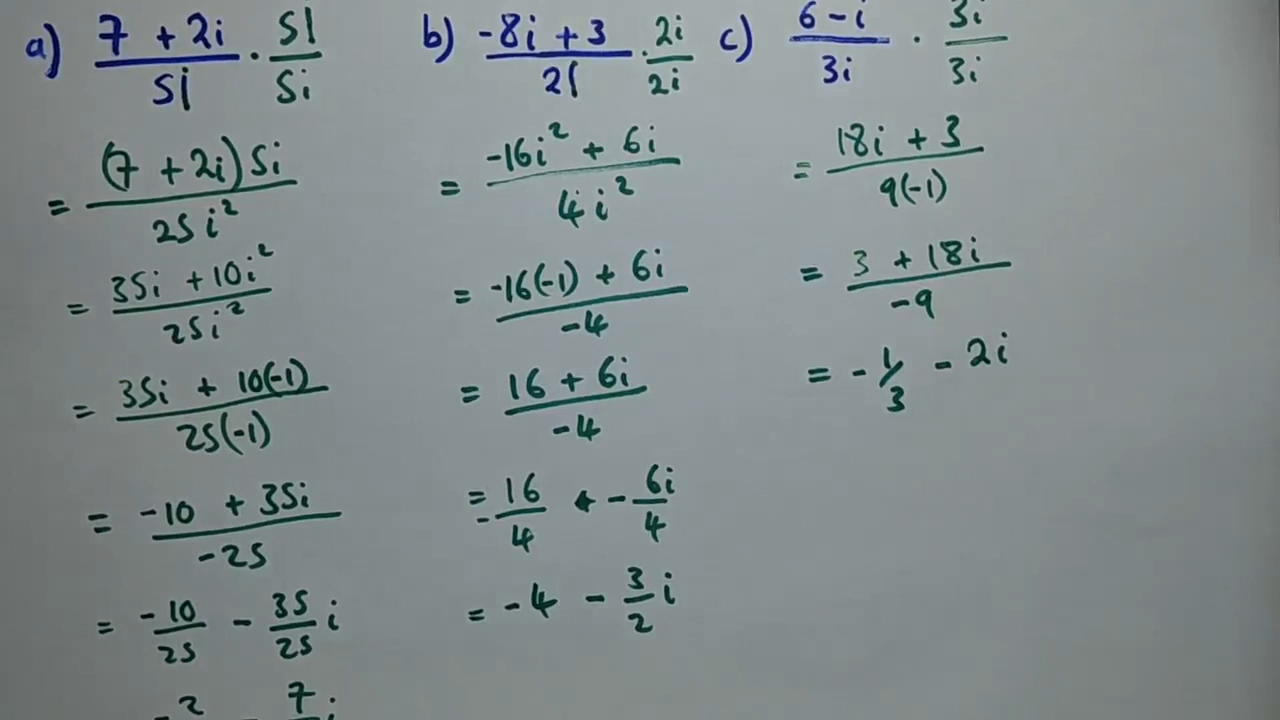 a) (7 + 2i)/(5i) · (5i)/(5i)
= ((7 + 2i)5i)/(25i²)
= (35i + 10i²)/(25i²)
= (35i + 10(-1))/(25(-1))
= (-10 + 35i)/(-25)
= (-10)/(25) - (35)/(25) i
b) (-8i + 3)/(2i) · (2i)/(2i)
= (-16i² + 6i)/(4i²)
= (-16(-1) + 6i)/(-4)
= (16 + 6i)/(-4)
= -(16)/(4) + -(6i)/(4)
= -4 - (3)/(2) i
c) (6 - i)/(3i) · (3i)/(3i)
= (18i + 3)/(9(-1))
= (3 + 18i)/(-9)
= -1/3 - 2i